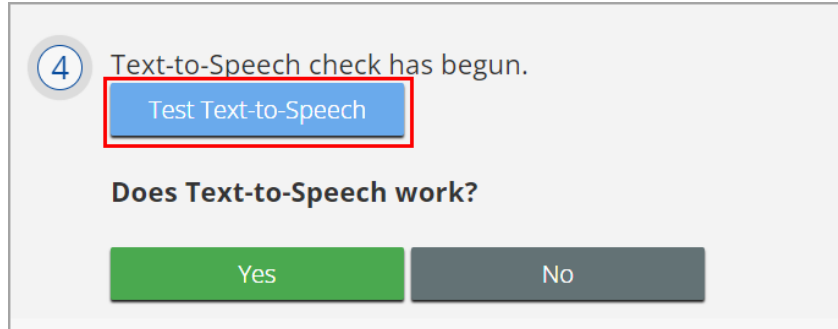 4
Text-to-Speech check has begun.
Test Text-to-Speech
Does Text-to-Speech work?
Yes No